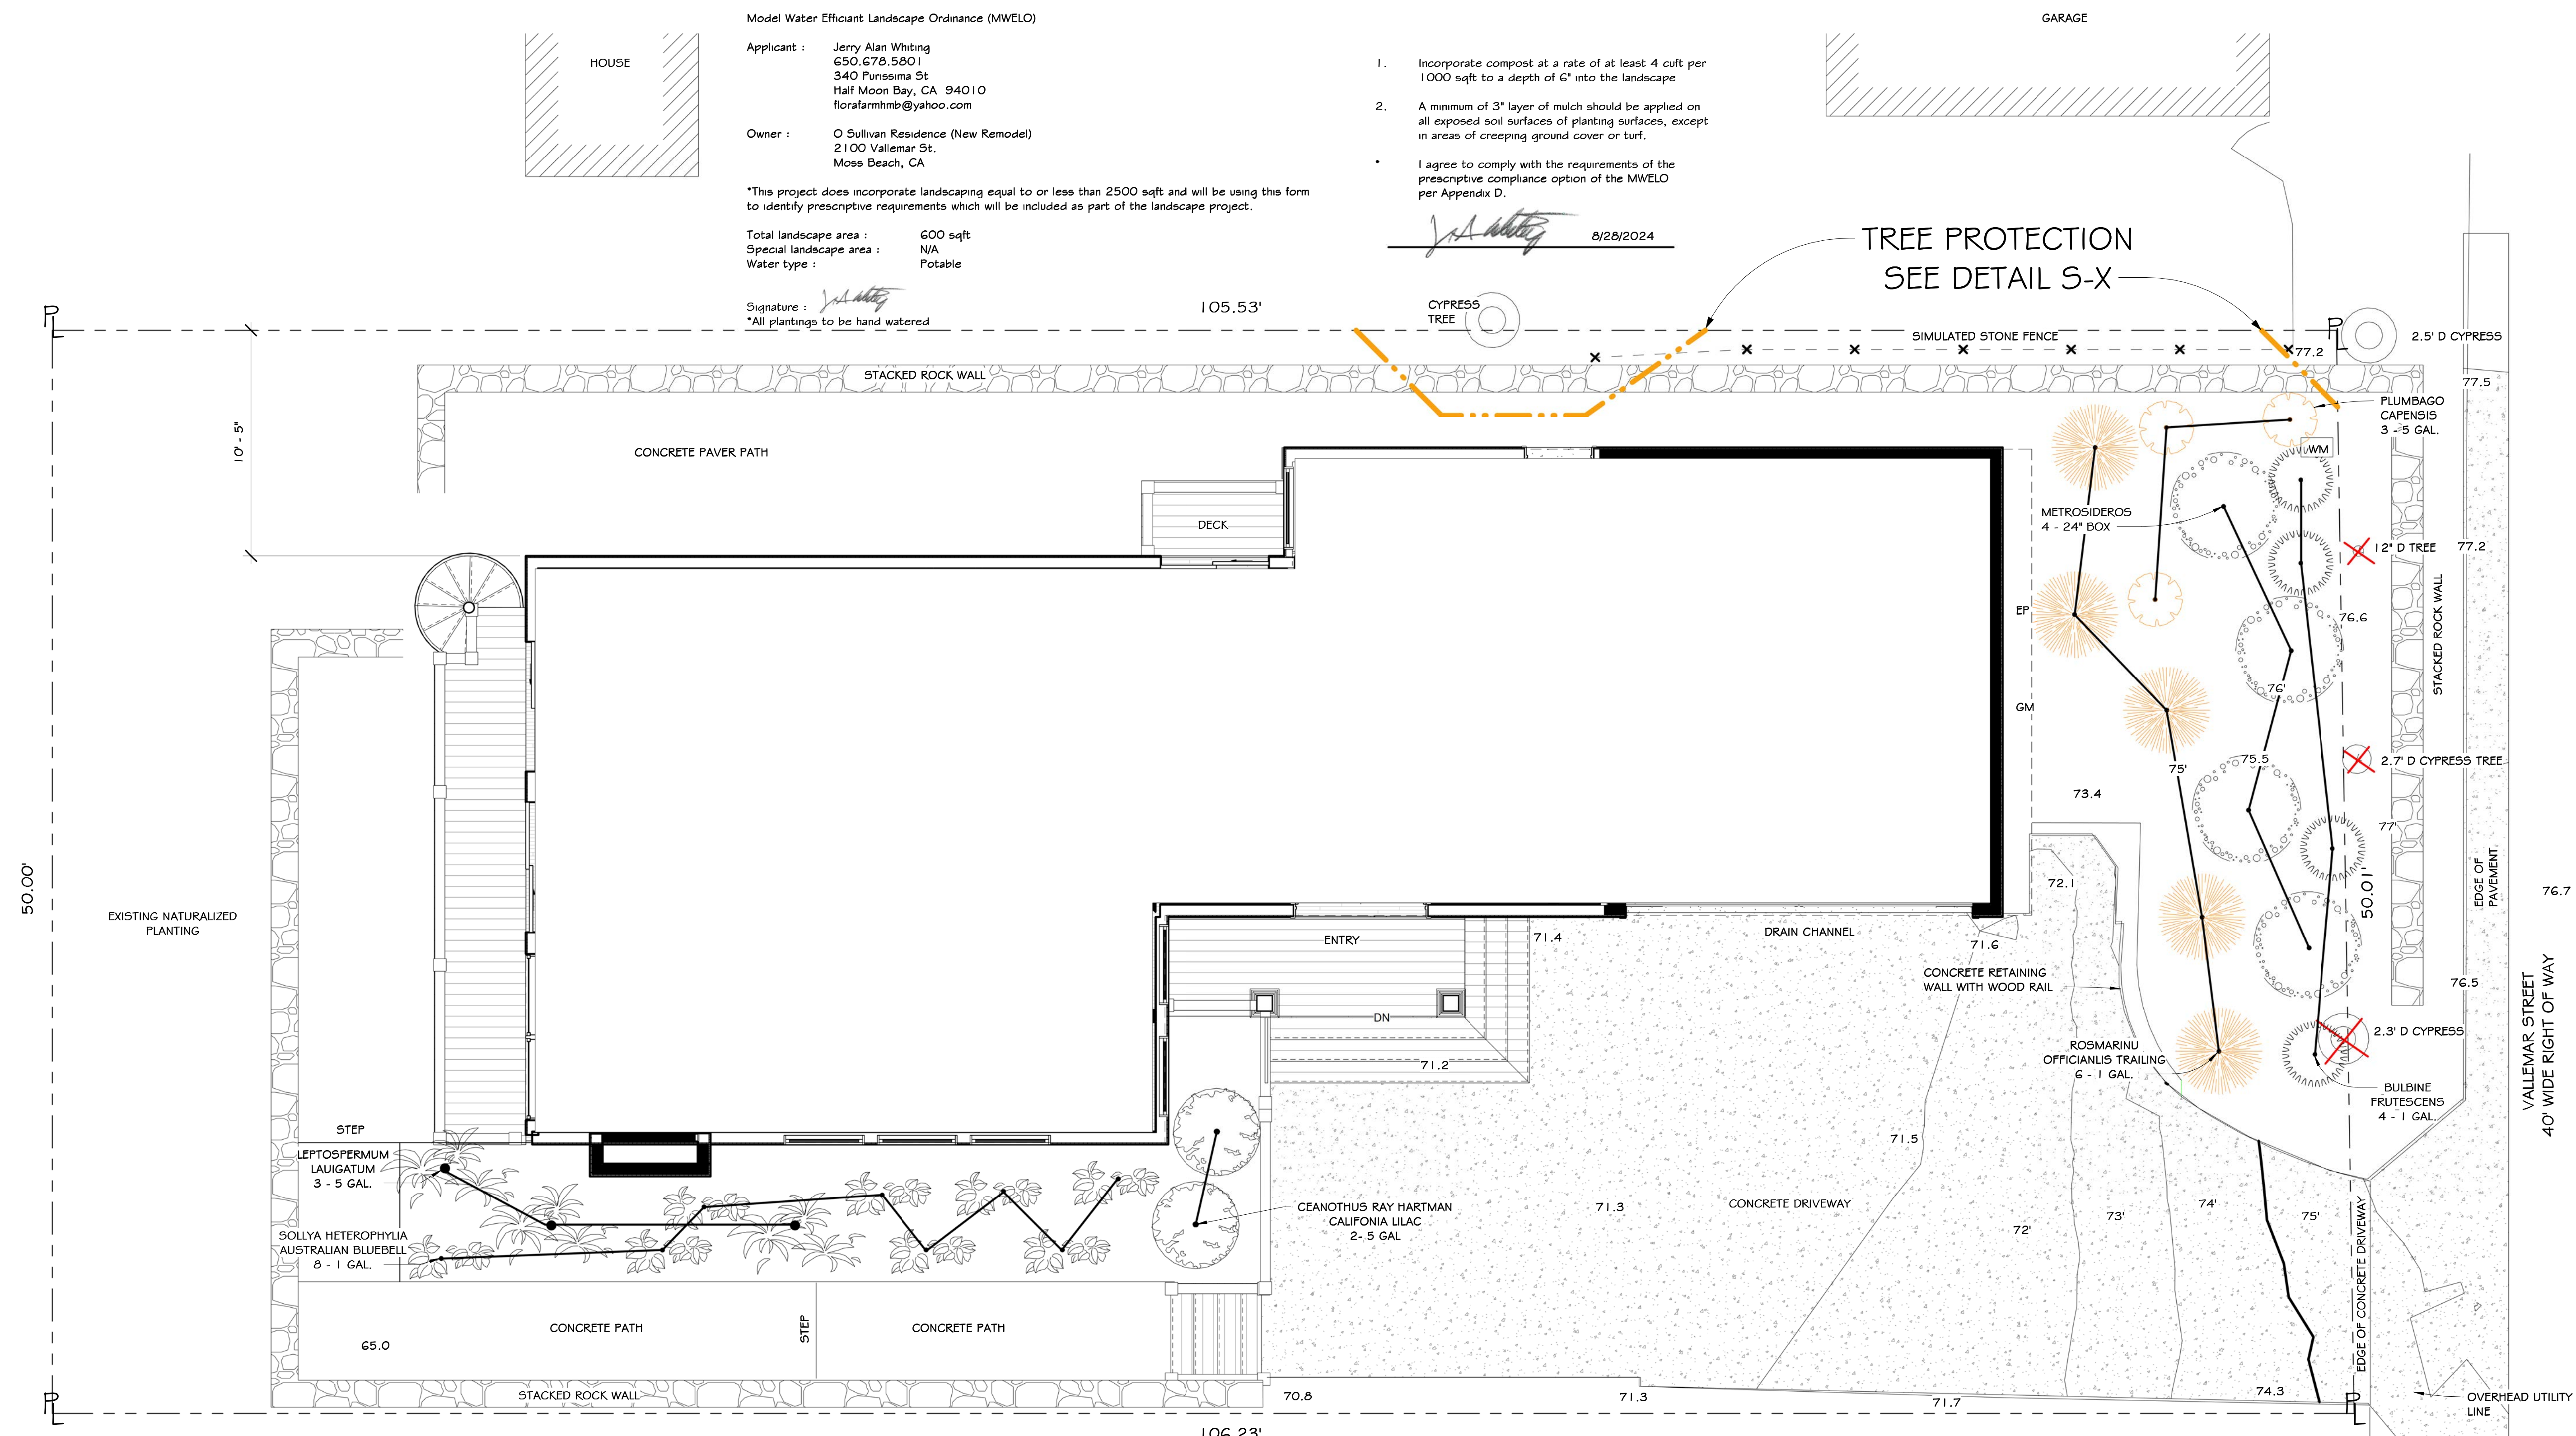 Model Water Efficiant Landscape Ordinance (MWELO)
GARAGE
HOUSE
Applicant : Jerry Alan Whiting
650.678.5801
340 Purissima St
Half Moon Bay, CA 94010
florafarmhmb@yahoo.com
Owner : O Sullivan Residence (New Remodel)
2100 Vallemar St.
Moss Beach, CA
*This project does incorporate landscaping equal to or less than 2500 sqft and will be using this form
to identify prescriptive requirements which will be included as part of the landscape project.
Total landscape area : 600 sqft
Special landscape area : N/A
Water type : Potable
Signature :
*All plantings to be hand watered
1. Incorporate compost at a rate of at least 4 cuft per
1000 sqft to a depth of 6" into the landscape
2. A minimum of 3" layer of mulch should be applied on
all exposed soil surfaces of planting surfaces, except
in areas of creeping ground cover or turf.
* I agree to comply with the requirements of the
prescriptive compliance option of the MWELO
per Appendix D.
8/28/2024
TREE PROTECTION
SEE DETAIL S-X
PL
105.53'
CYPRESS
TREE
SIMULATED STONE FENCE
PL
77.2
2.5' D CYPRESS
77.5
STACKED ROCK WALL
10' - 5"
CONCRETE PAVER PATH
DECK
PLUMBAGO
CAPENSIS
3 - 5 GAL.
WM
METROSIDEROS
4 - 24" BOX
12" D TREE
77.2
EP
76.6
STACKED ROCK WALL
76'
GM
75'
75.5
2.7' D CYPRESS TREE
73.4
77'
50.00'
EXISTING NATURALIZED
PLANTING
72.1
50.01'
EDGE OF
PAVEMENT
76.7
ENTRY
71.4
DRAIN CHANNEL
71.6
CONCRETE RETAINING
WALL WITH WOOD RAIL
76.5
VALLEMAR STREET
40' WIDE RIGHT OF WAY
DN
71.2
2.3' D CYPRESS
ROSMARINU
OFFICIANLIS TRAILING
6 - 1 GAL.
BULBINE
FRUTESCENS
4 - 1 GAL.
STEP
LEPTOSPERMUM
LAUIGATUM
3 - 5 GAL.
71.5
SOLLYA HETEROPHYLIA
AUSTRALIAN BLUEBELL
8 - 1 GAL.
CEANOTHUS RAY HARTMAN
CALIFONIA LILAC
2- 5 GAL
71.3
CONCRETE DRIVEWAY
72'
73'
74'
75'
EDGE OF CONCRETE DRIVEWAY
65.0
CONCRETE PATH
STEP
CONCRETE PATH
STACKED ROCK WALL
PL
70.8
71.3
71.7
74.3
PL
OVERHEAD UTILITY
LINE
106.23'